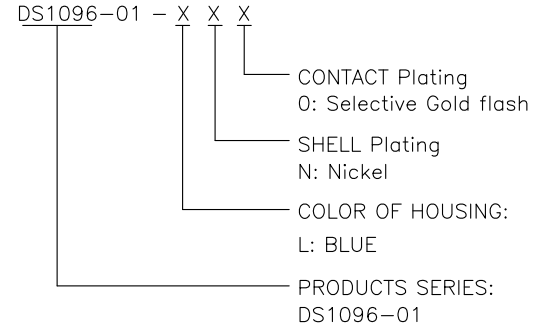 DS1096-01 - X X X
CONTACT Plating
0: Selective Gold flash
SHELL Plating
N: Nickel
COLOR OF HOUSING:
L: BLUE
PRODUCTS SERIES:
DS1096-01